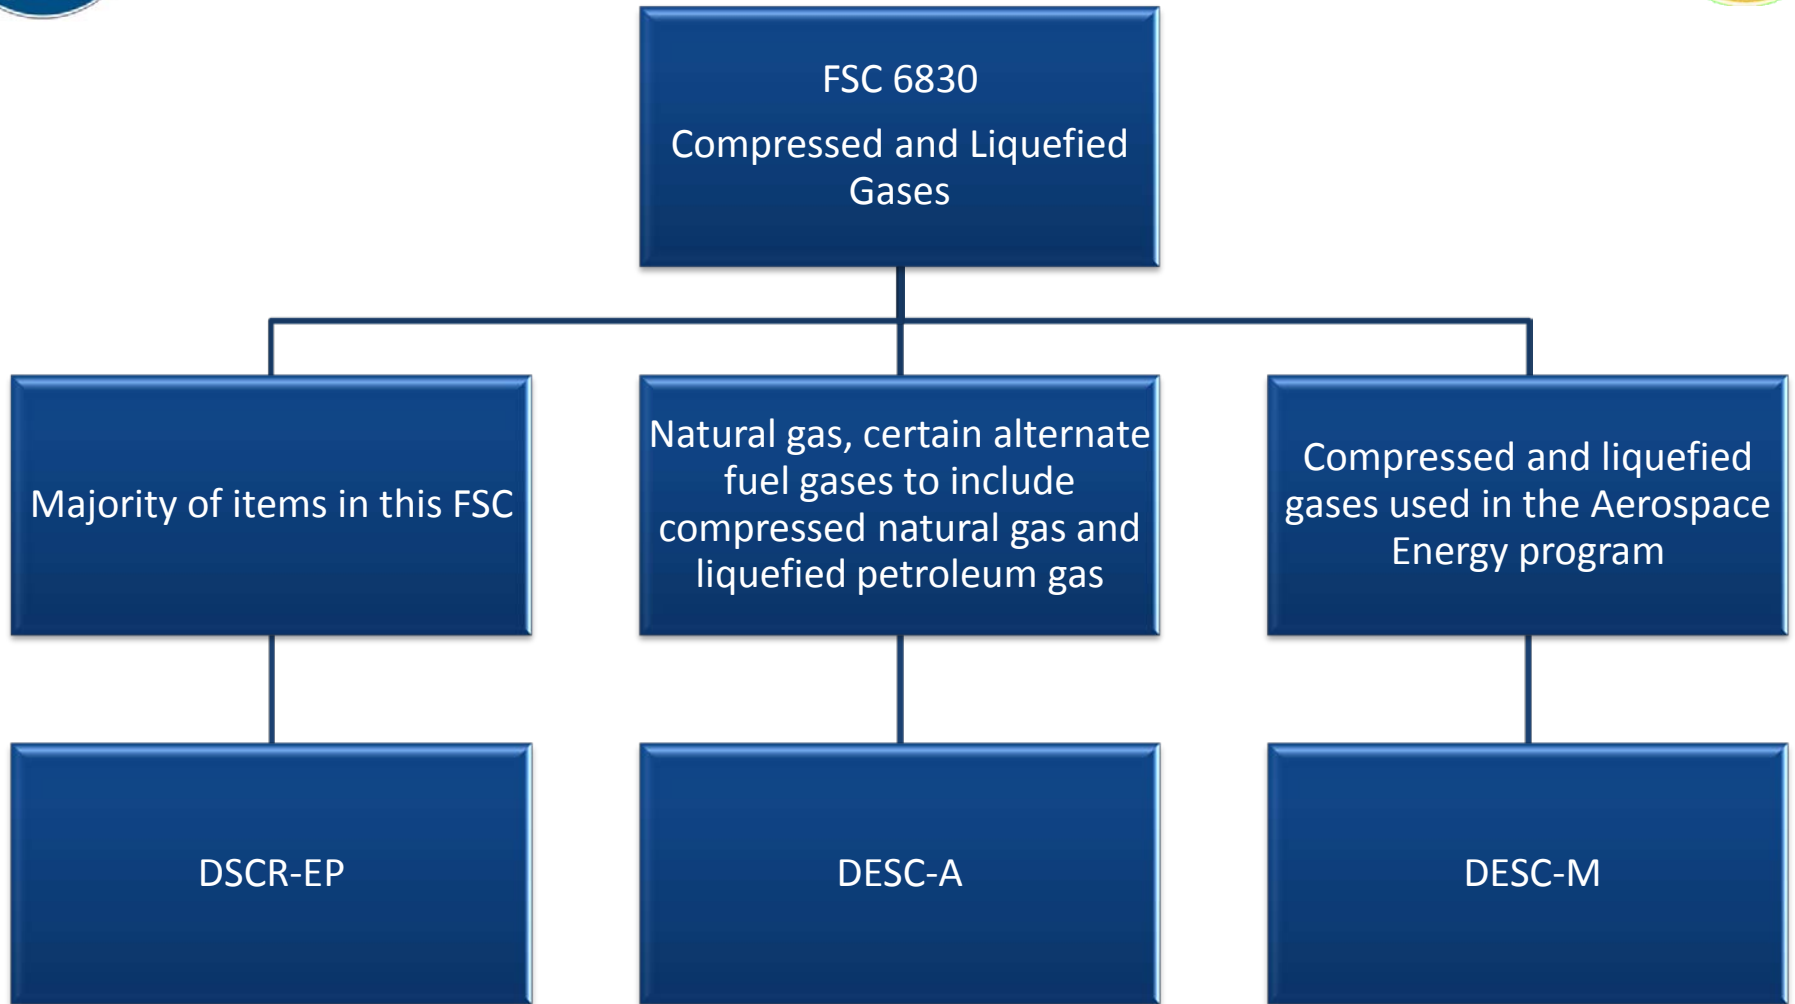 FSC 6830
Compressed and Liquefied
Gases
Majority of items in this FSC
Natural gas, certain alternate
fuel gases to include
compressed natural gas and
liquefied petroleum gas
Compressed and liquefied
gases used in the Aerospace
Energy program
DSCR-EP
DESC-A
DESC-M